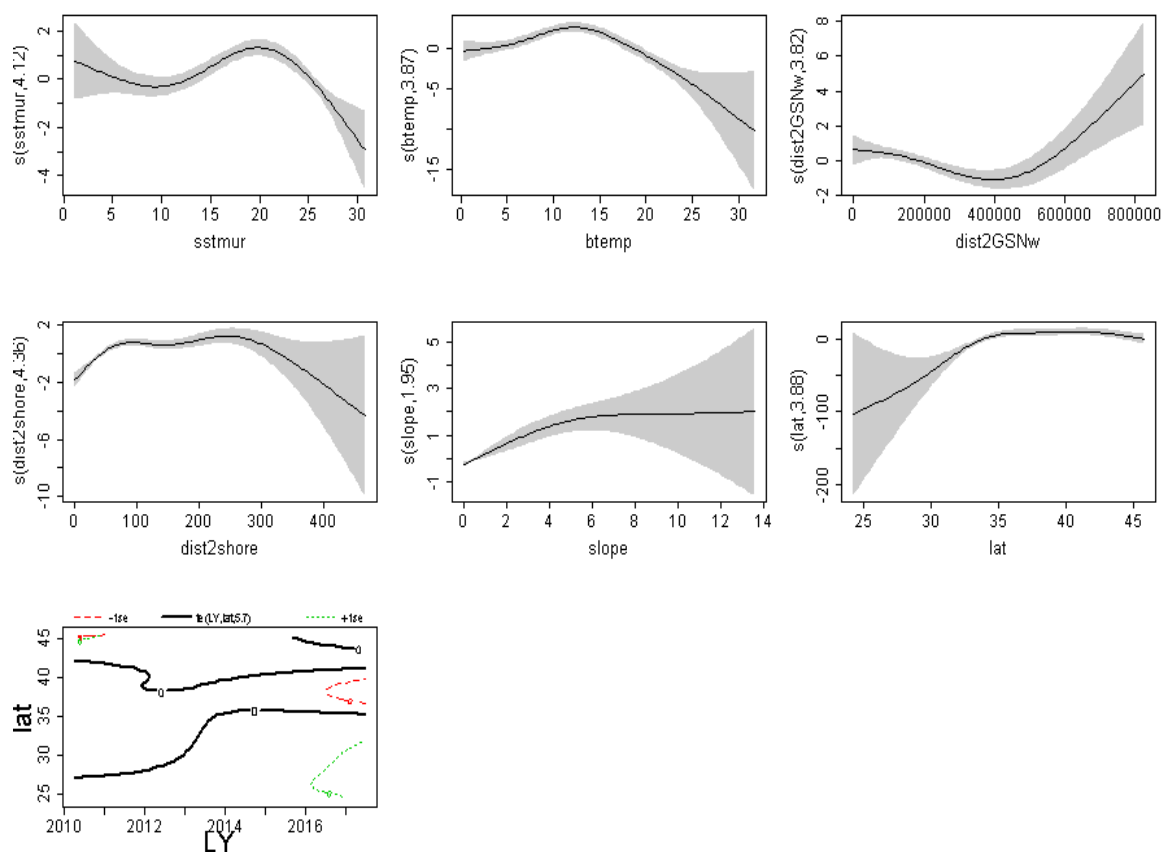 s(sstmur,4.12)
2
0
-2
-4
0 5 10 15 20 25 30
sstmur
s(btemp,3.87)
0
-5
-15
0 5 10 15 20 25 30
btemp
s(dist2GSNw,3.82)
8
6
4
2
0
-2
0 200000 400000 600000 800000
dist2GSNw
s(dist2shore,4.36)
2
-2
-6
-10
0 100 200 300 400
dist2shore
s(slope,1.95)
5
3
1
-1
0 2 4 6 8 10 12 14
slope
s(lat,3.88)
0
-100
-200
25 30 35 40 45
lat
-1se te(LY,lat,5.7) +1se
lat
45
40
35
30
25
0
0
0
0
0
0
2010 2012 2014 2016
LY